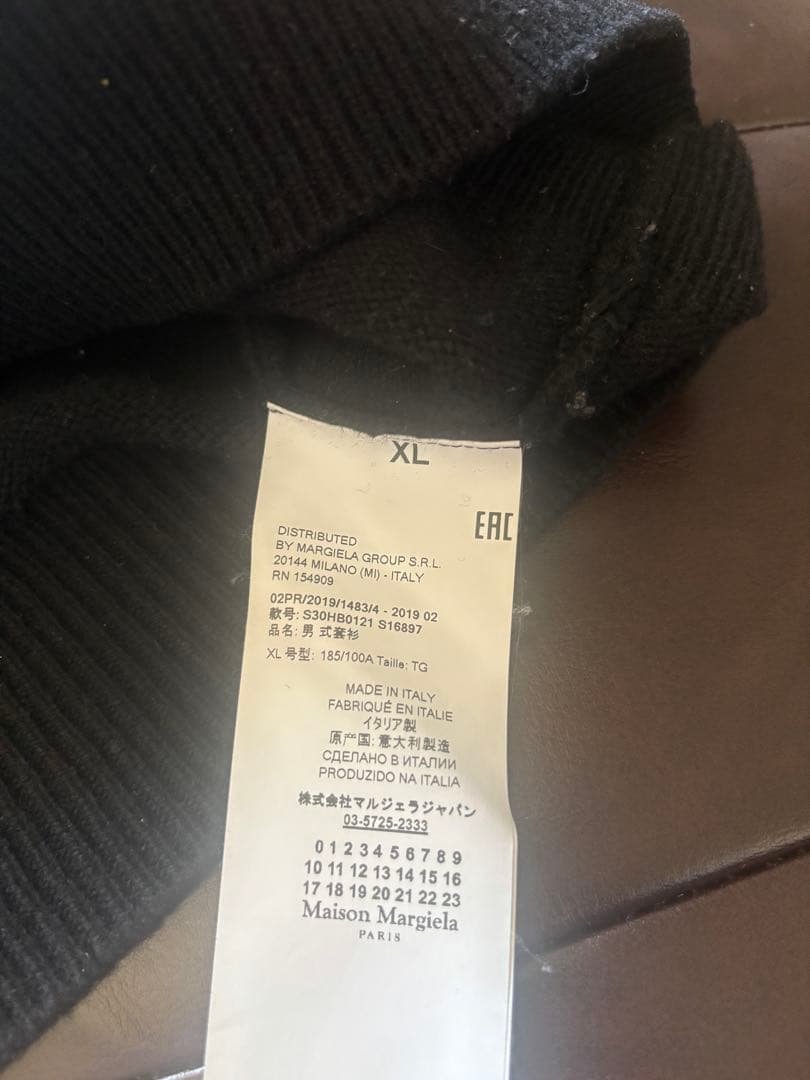 XL
EAC
DISTRIBUTED
BY MARGIELA GROUP S.R.L.
20144 MILANO (MI) - ITALY
RN 154909
02PR/2019/1483/4 - 2019 02
款号: S30HB0121 S16897
品名: 男 式套衫
XL 号型: 185/100A Taille: TG
MADE IN ITALY
FABRIQUÉ EN ITALIE
イタリア製
原产国: 意大利製造
СДЕЛАНО В ИТАЛИИ
PRODUZIDO NA ITALIA
株式会社マルジェラジャパン
03-5725-2333
0 1 2 3 4 5 6 7 8 9
10 11 12 13 14 15 16
17 18 19 20 21 22 23
Maison Margiela
PARIS